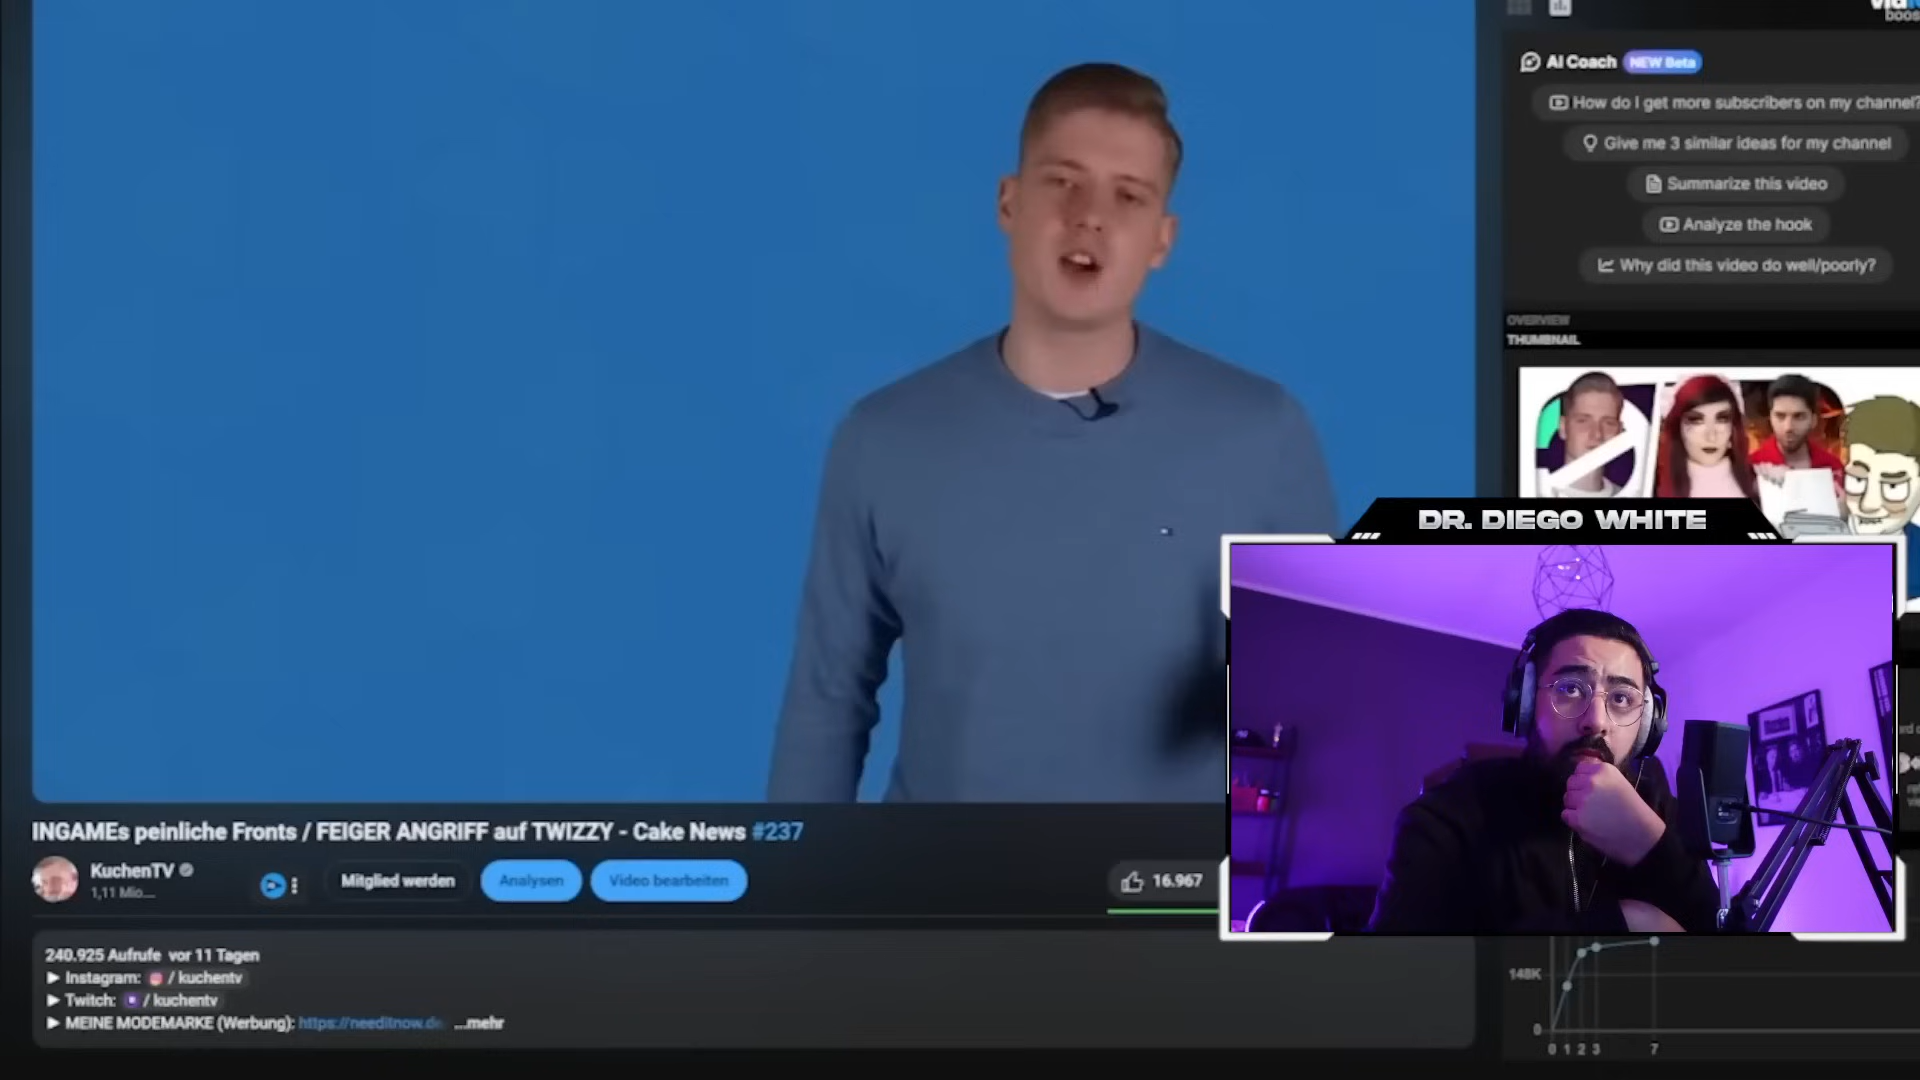 boos
AI Coach NEW Beta
How do I get more subscribers on my channel?
Give me 3 similar ideas for my channel
Summarize this video
Analyze the hook
Why did this video do well/poorly?
OVERVIEW
THUMBNAIL
DR. DIEGO WHITE
INGAMEs peinliche Fronts / FEIGER ANGRIFF auf TWIZZY - Cake News #237
KuchenTV
1,11 Mio....
Mitglied werden
Analysen
Video bearbeiten
16.967
240.925 Aufrufe vor 11 Tagen
► Instagram: / kuchentv
► Twitch: / kuchentv
► MEINE MODEMARKE (Werbung): https://needitnow.de ...mehr
148K
0
0 1 2 3 7